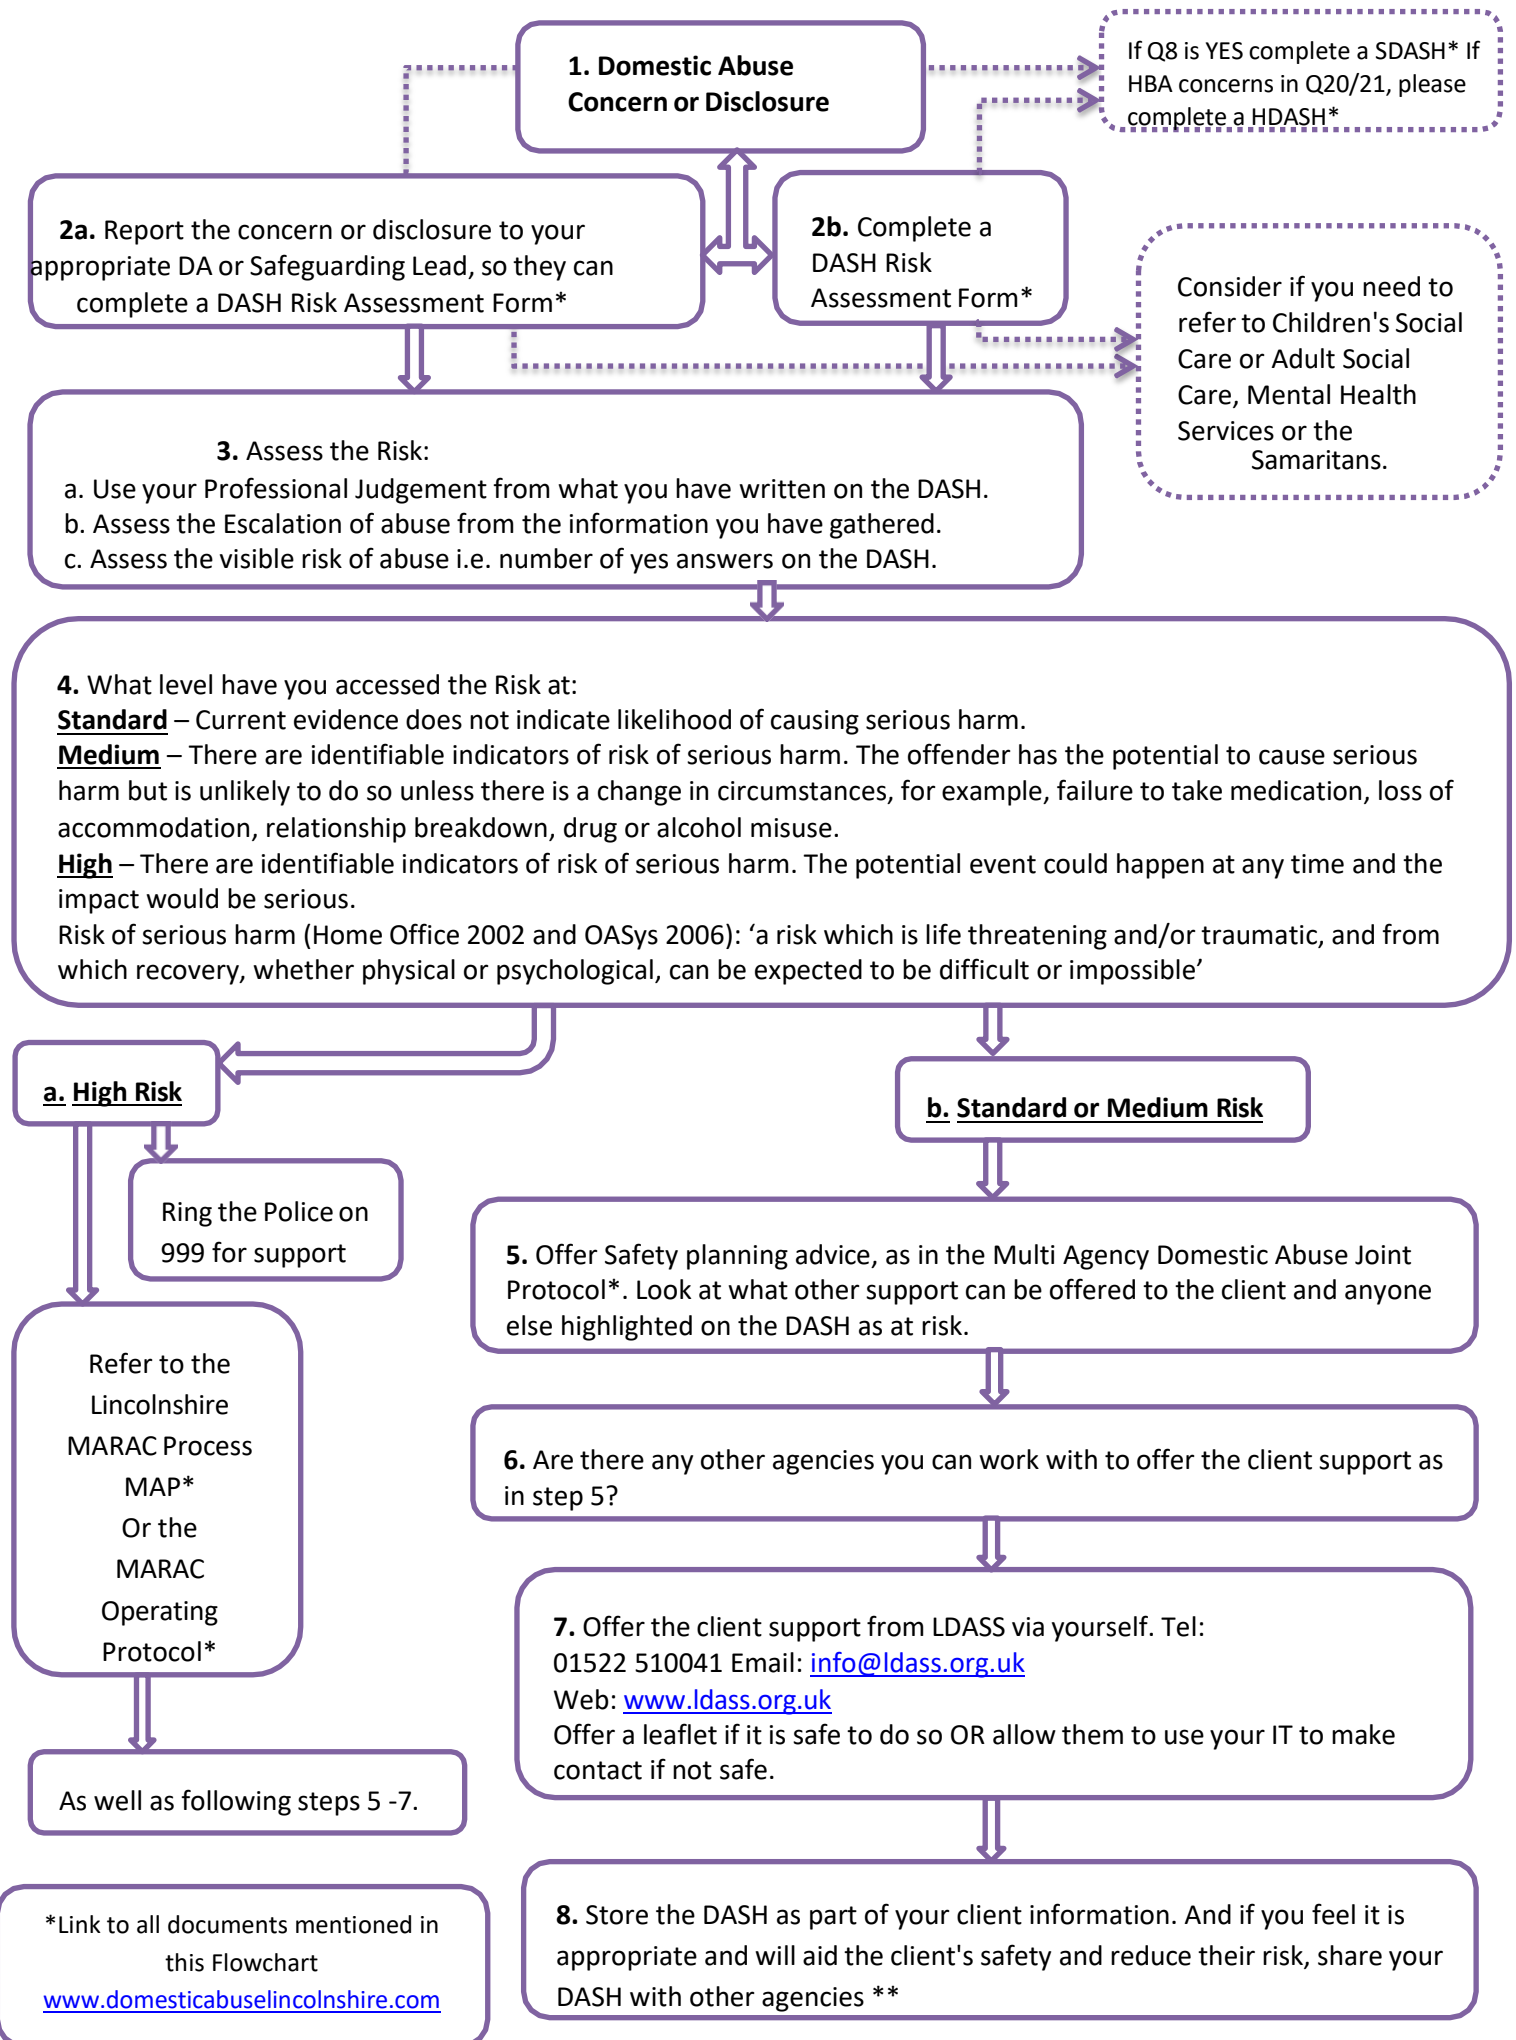 1. Domestic Abuse
Concern or Disclosure
If Q8 is YES complete a SDASH* If
HBA concerns in Q20/21, please
complete a HDASH*
2a. Report the concern or disclosure to your
appropriate DA or Safeguarding Lead, so they can
complete a DASH Risk Assessment Form*
2b. Complete a
DASH Risk
Assessment Form*
Consider if you need to
refer to Children's Social
Care or Adult Social
Care, Mental Health
Services or the
Samaritans.
3. Assess the Risk:
a. Use your Professional Judgement from what you have written on the DASH.
b. Assess the Escalation of abuse from the information you have gathered.
c. Assess the visible risk of abuse i.e. number of yes answers on the DASH.
4. What level have you accessed the Risk at:
Standard – Current evidence does not indicate likelihood of causing serious harm.
Medium – There are identifiable indicators of risk of serious harm. The offender has the potential to cause serious
harm but is unlikely to do so unless there is a change in circumstances, for example, failure to take medication, loss of
accommodation, relationship breakdown, drug or alcohol misuse.
High – There are identifiable indicators of risk of serious harm. The potential event could happen at any time and the
impact would be serious.
Risk of serious harm (Home Office 2002 and OASys 2006): ‘a risk which is life threatening and/or traumatic, and from
which recovery, whether physical or psychological, can be expected to be difficult or impossible’
a. High Risk
b. Standard or Medium Risk
Ring the Police on
999 for support
Refer to the
Lincolnshire
MARAC Process
MAP*
Or the
MARAC
Operating
Protocol*
As well as following steps 5 -7.
5. Offer Safety planning advice, as in the Multi Agency Domestic Abuse Joint
Protocol*. Look at what other support can be offered to the client and anyone
else highlighted on the DASH as at risk.
6. Are there any other agencies you can work with to offer the client support as
in step 5?
7. Offer the client support from LDASS via yourself. Tel:
01522 510041 Email: info@ldass.org.uk
Web: www.ldass.org.uk
Offer a leaflet if it is safe to do so OR allow them to use your IT to make
contact if not safe.
8. Store the DASH as part of your client information. And if you feel it is
appropriate and will aid the client's safety and reduce their risk, share your
DASH with other agencies **
*Link to all documents mentioned in
this Flowchart
www.domesticabuselincolnshire.com